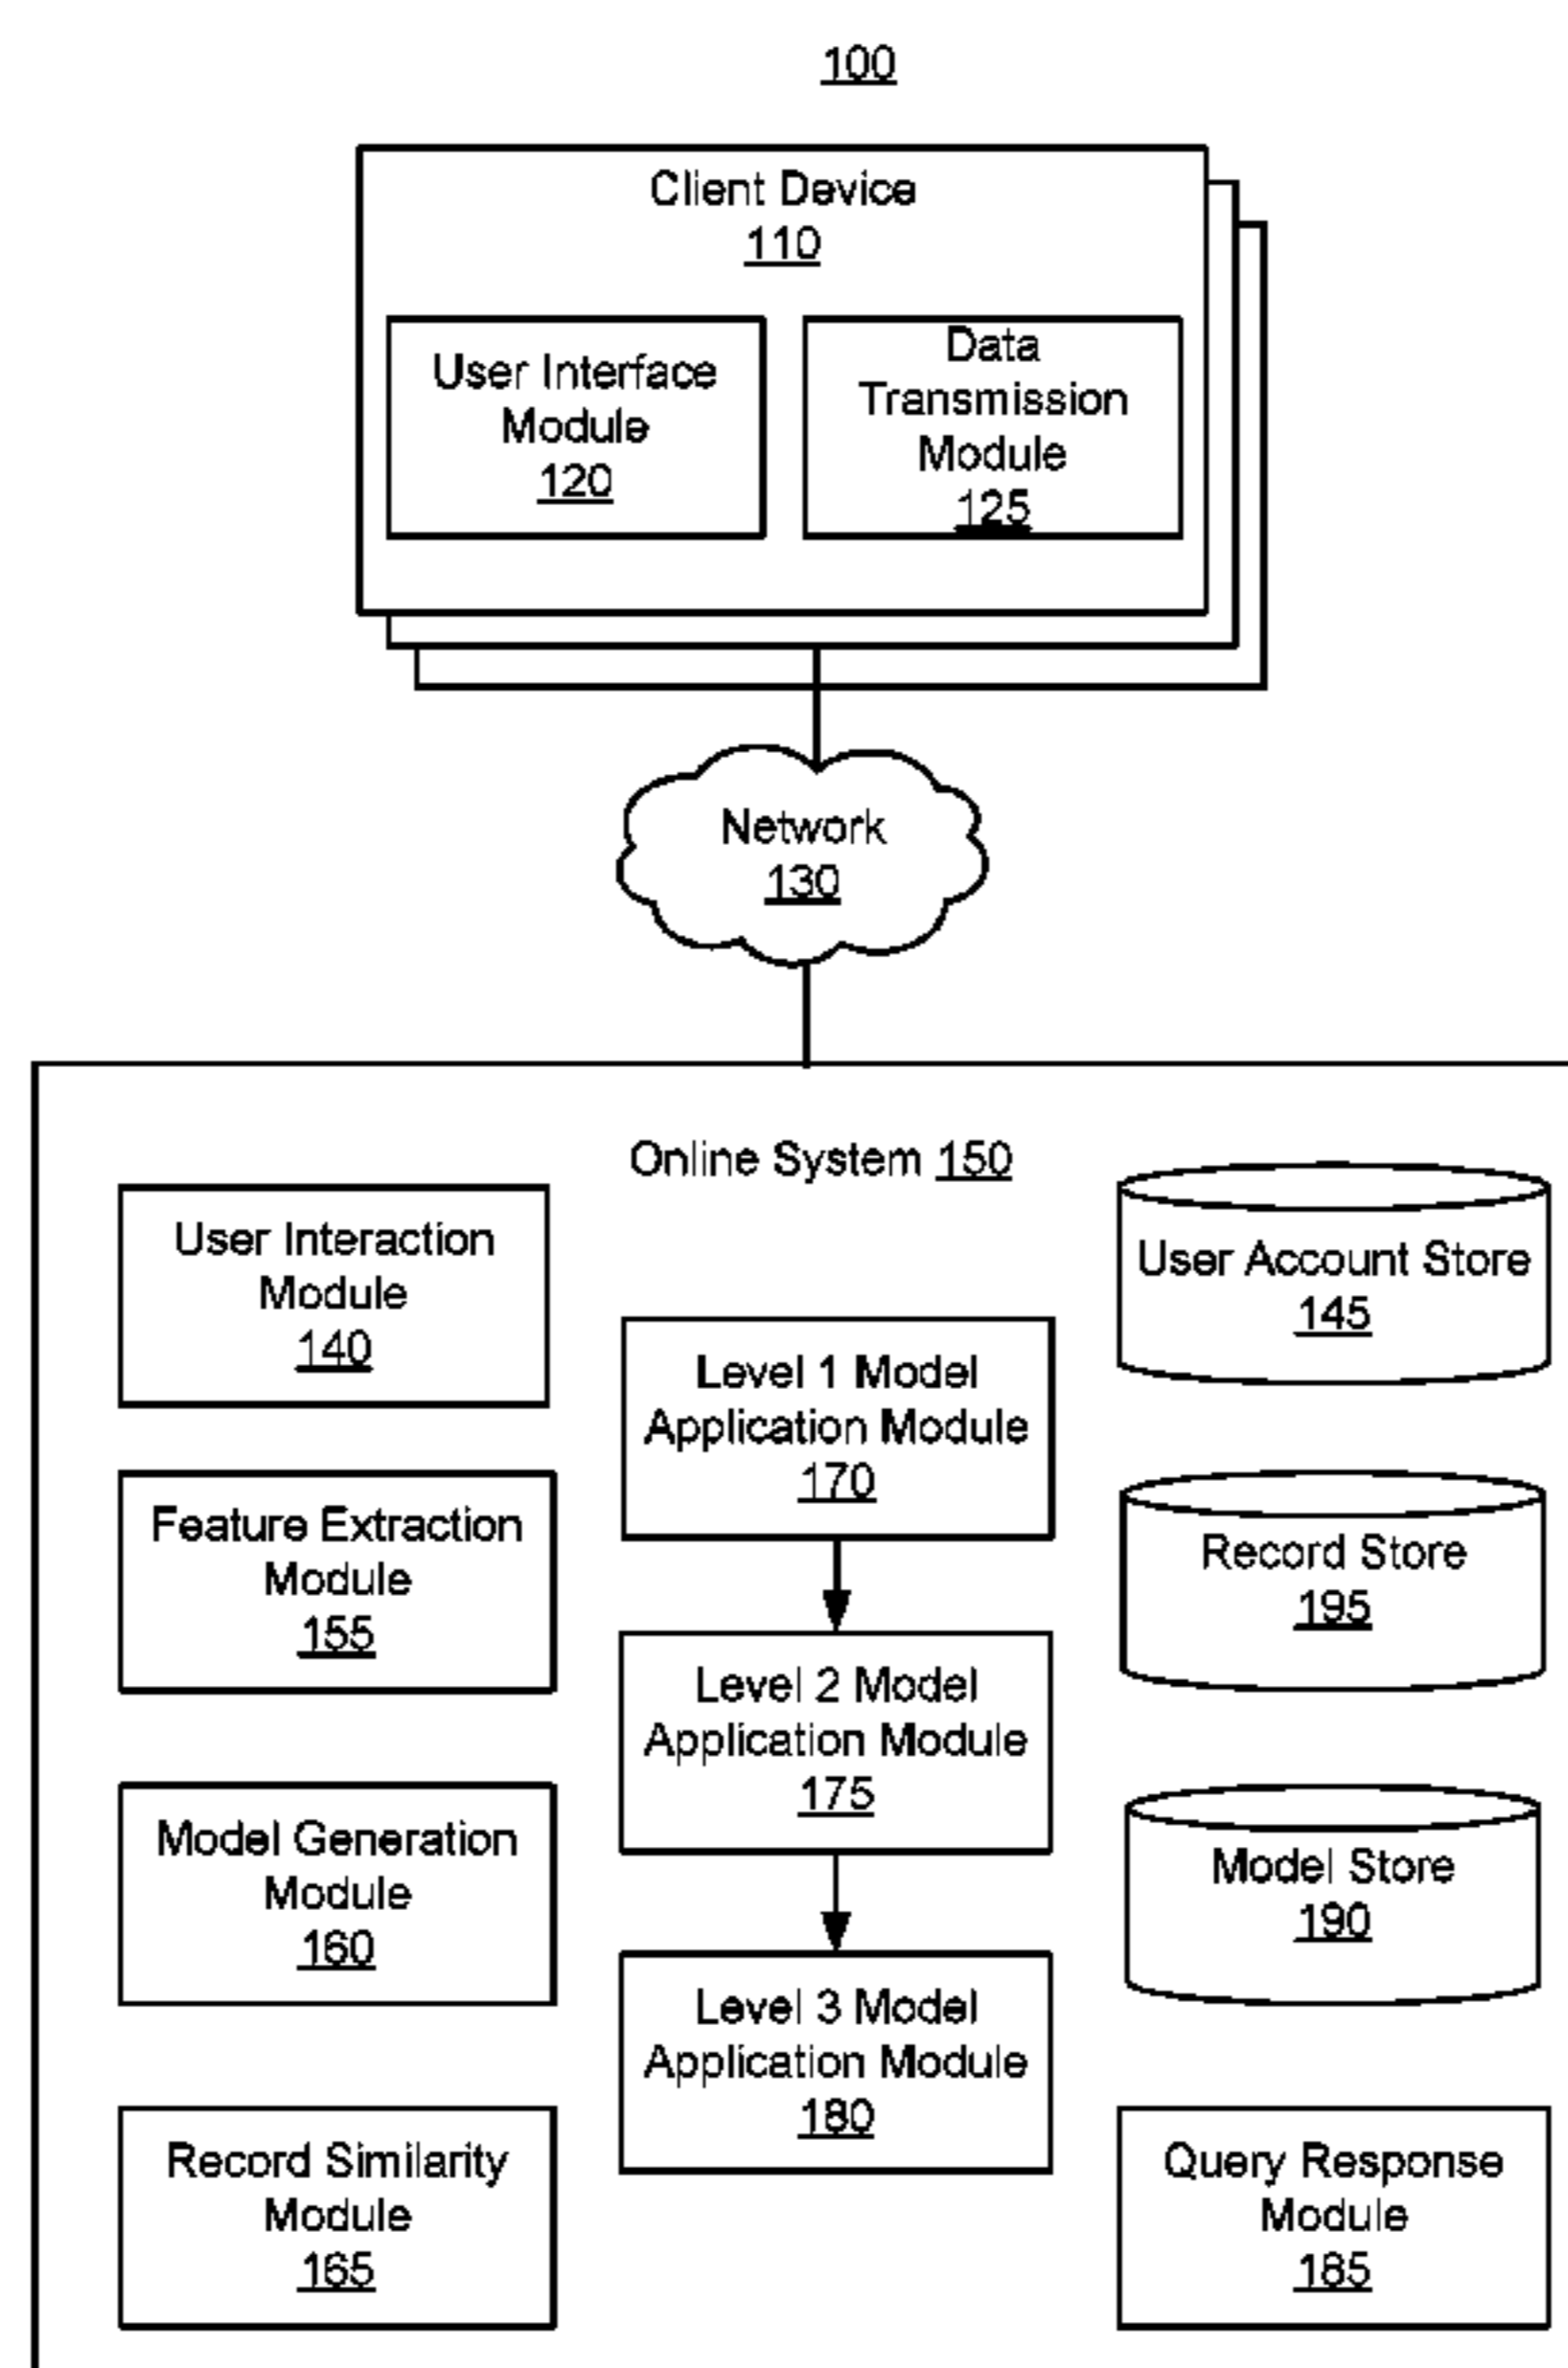 100
Client Device
110
User Interface
Module
120
Data
Transmission
Module
125
Network
130
Online System 150
User Interaction
Module
140
Feature Extraction
Module
155
Model Generation
Module
160
Record Similarity
Module
165
Level 1 Model
Application Module
170
Level 2 Model
Application Module
175
Level 3 Model
Application Module
180
User Account Store
145
Record Store
195
Model Store
190
Query Response
Module
185